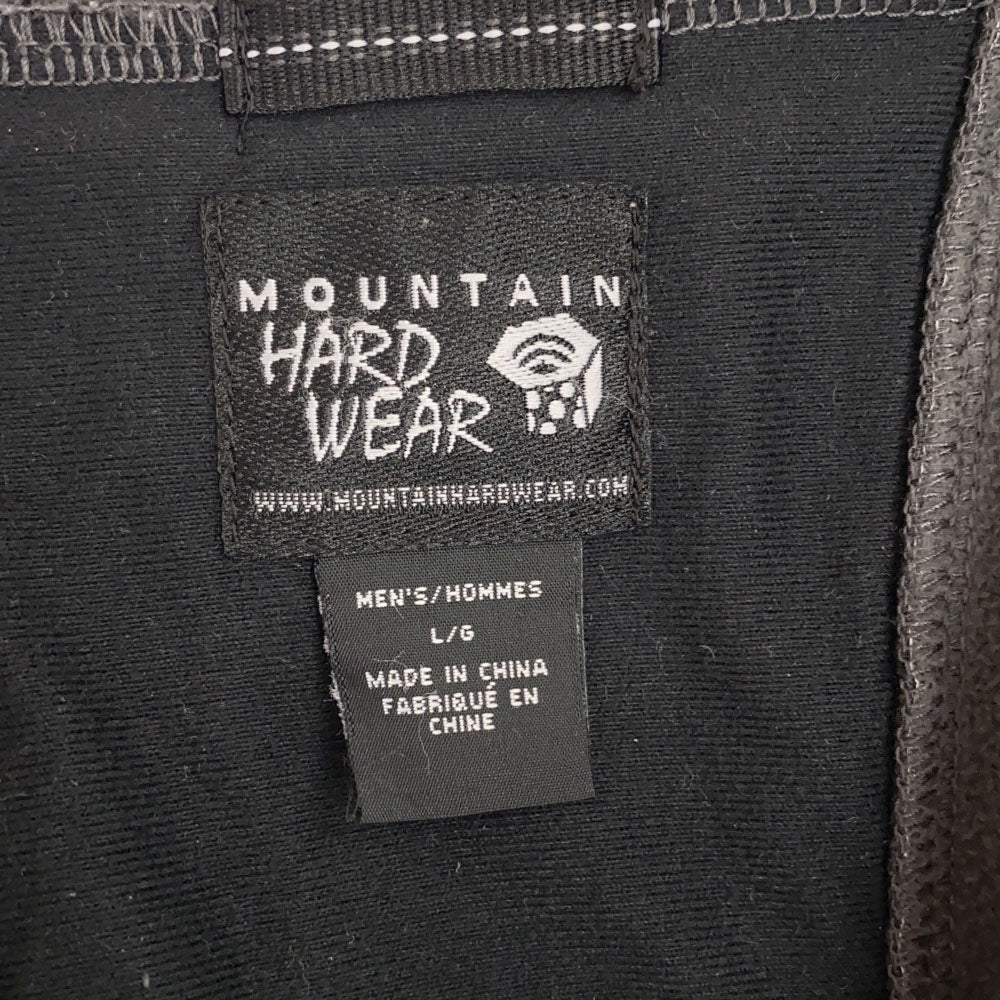 MOUNTAIN
HARD
WEAR
WWW.MOUNTAINHARDWEAR.COM
MEN'S/HOMMES
L/G
MADE IN CHINA
FABRIQUÉ EN
CHINE